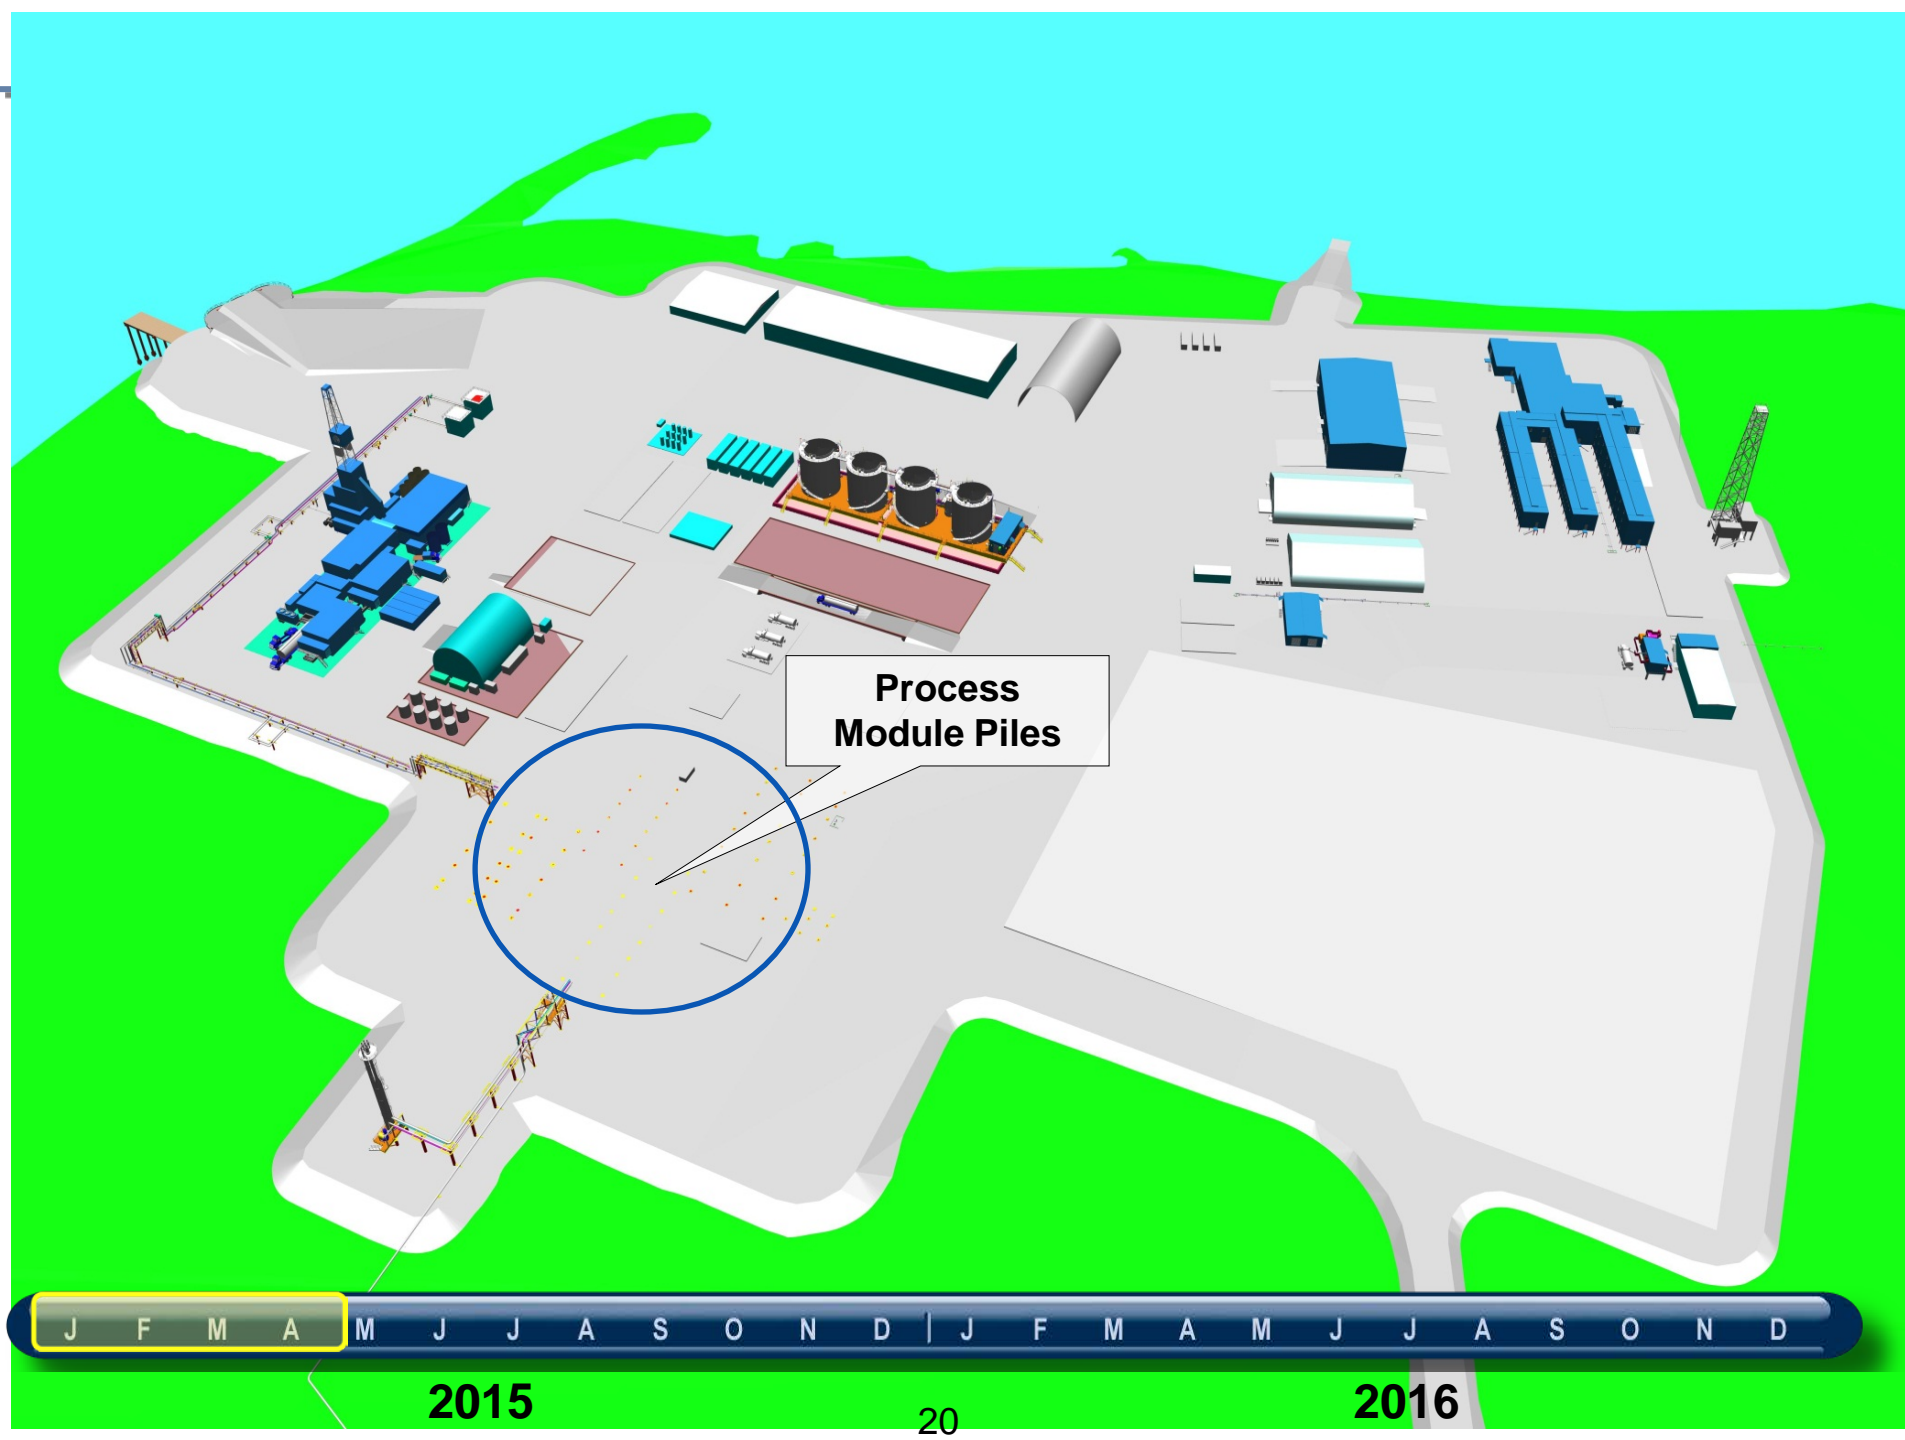 Process
Module Piles
J F M A M J J A S O N D | J F M A M J J A S O N D
2015 2016
20